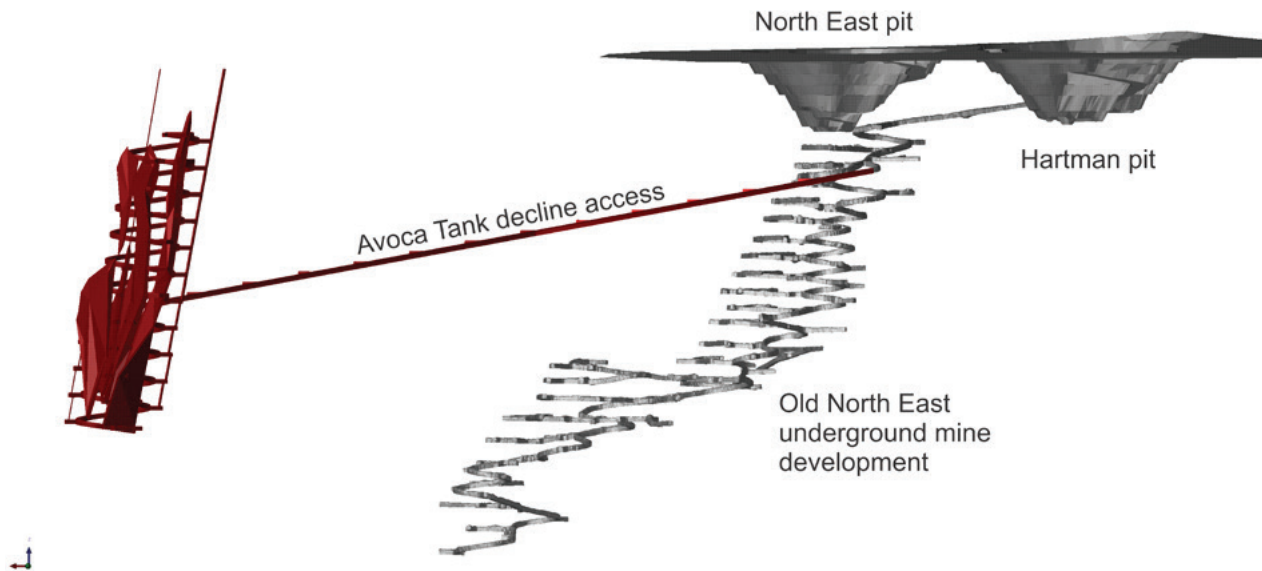 North East pit
Hartman pit
Avoca Tank decline access
Old North East
underground mine
development